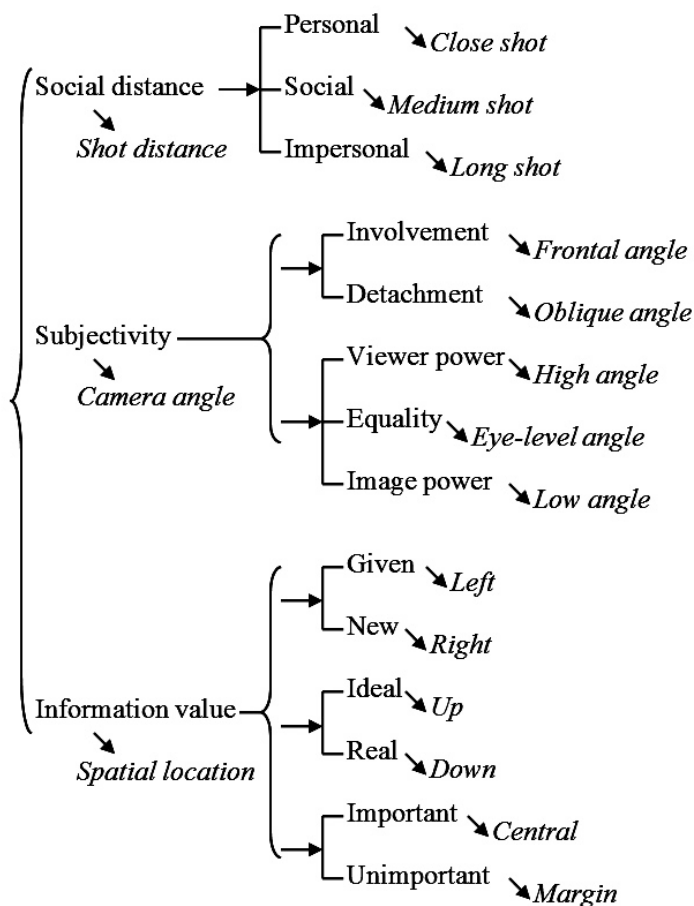 Personal
Close shot
Social distance
Social
Medium shot
Shot distance
Impersonal
Long shot
Involvement
Frontal angle
Detachment
Oblique angle
Subjectivity
Camera angle
Viewer power
High angle
Equality
Eye-level angle
Image power
Low angle
Given
Left
New
Right
Information value
Spatial location
Ideal
Up
Real
Down
Important
Central
Unimportant
Margin